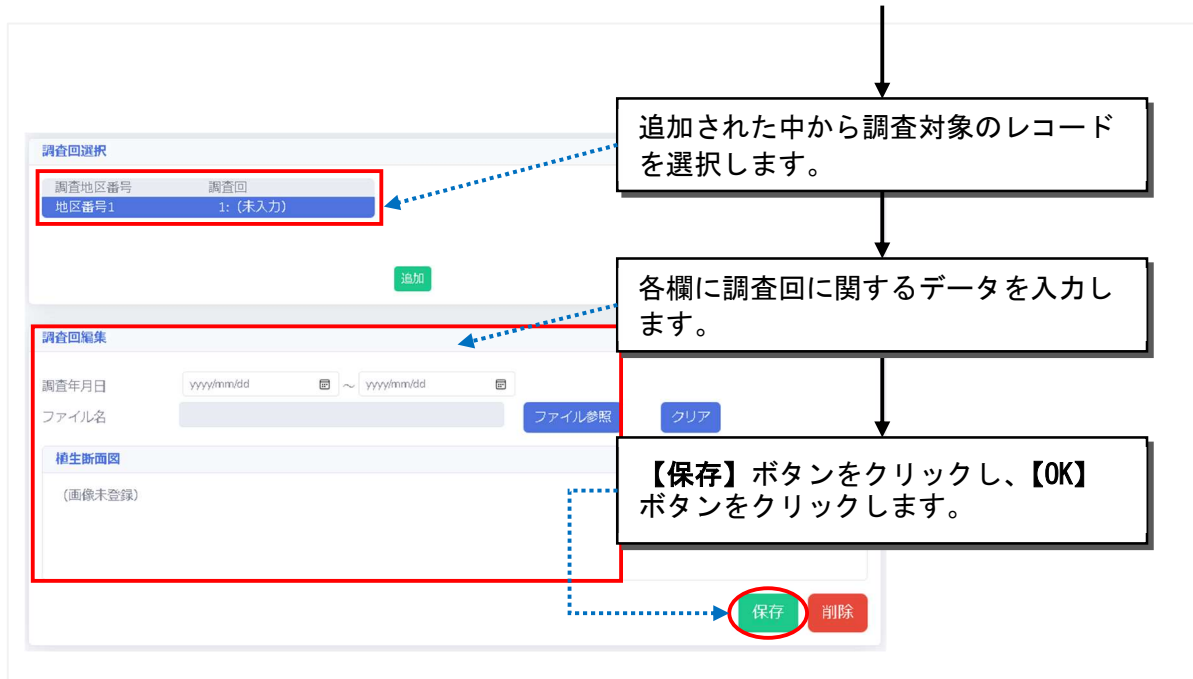 追加された中から調査対象のレコード
を選択します。
調査回選択
調査地区番号 調査回
地区番号1 1: (未入力)
追加
各欄に調査回に関するデータを入力し
ます。
調査回編集
調査年月日 yyyy/mm/dd ～ yyyy/mm/dd
ファイル名 ファイル参照 クリア
植生断面図
(画像未登録)
【保存】ボタンをクリックし、【OK】
ボタンをクリックします。
保存 削除